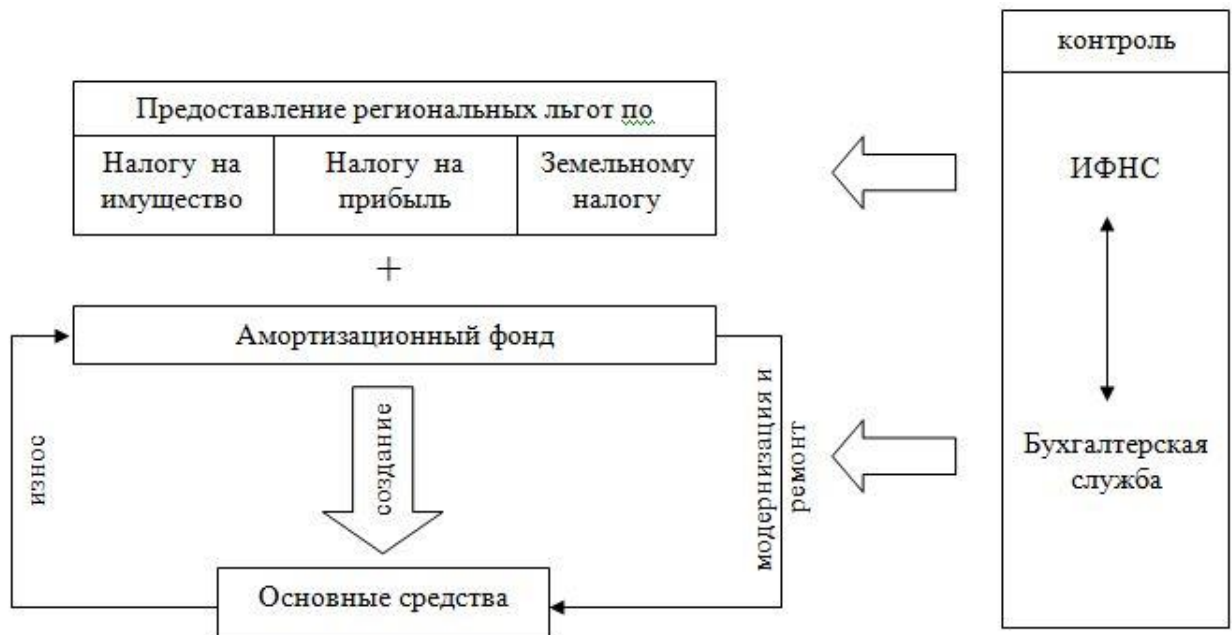 контроль
Предоставление региональных льгот по
Налогу на
имущество
Налогу на
прибыль
Земельному
налогу
ИФНС
+
Амортизационный фонд
износ
создание
модернизация и
ремонт
Бухгалтерская
служба
Основные средства